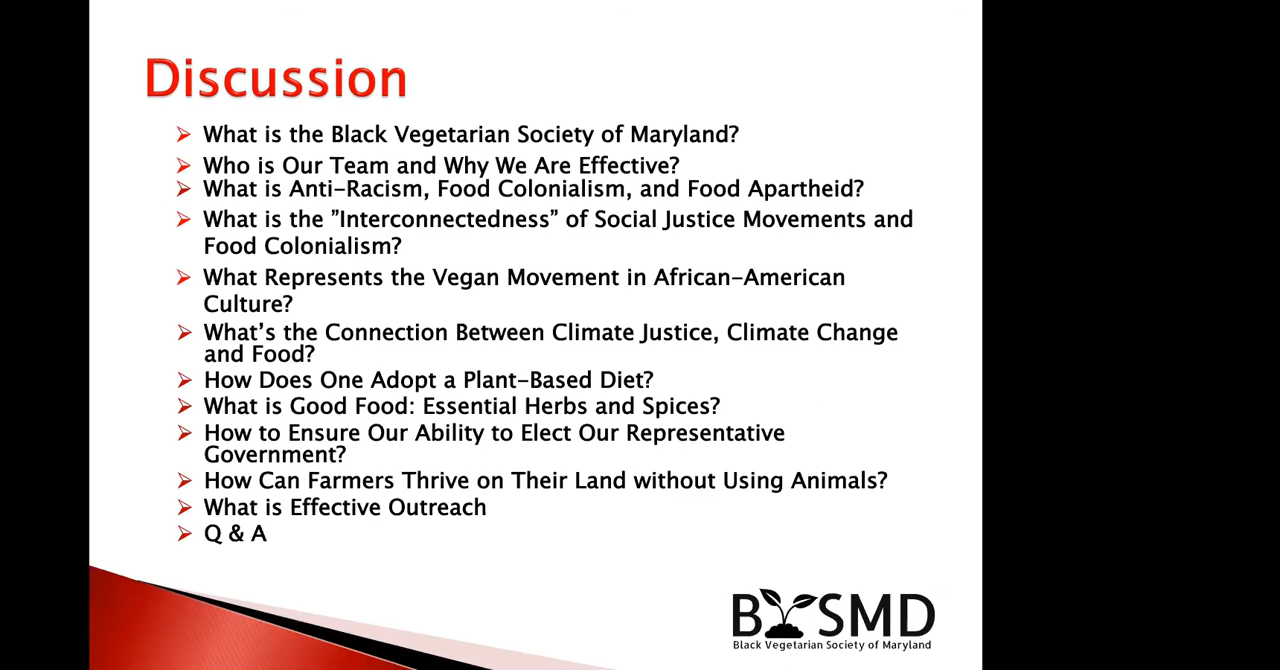 Discussion
What is the Black Vegetarian Society of Maryland?
Who is Our Team and Why We Are Effective?
What is Anti-Racism, Food Colonialism, and Food Apartheid?
What is the ”Interconnectedness” of Social Justice Movements and
Food Colonialism?
What Represents the Vegan Movement in African-American
Culture?
What’s the Connection Between Climate Justice, Climate Change
and Food?
How Does One Adopt a Plant-Based Diet?
What is Good Food: Essential Herbs and Spices?
How to Ensure Our Ability to Elect Our Representative
Government?
How Can Farmers Thrive on Their Land without Using Animals?
What is Effective Outreach
Q & A
BVSMD
Black Vegetarian Society of Maryland